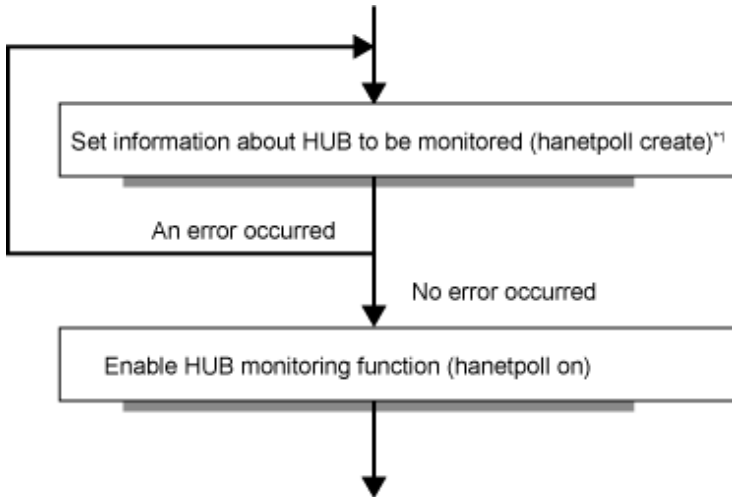 Set information about HUB to be monitored (hanetpoll create)*1
An error occurred
No error occurred
Enable HUB monitoring function (hanetpoll on)